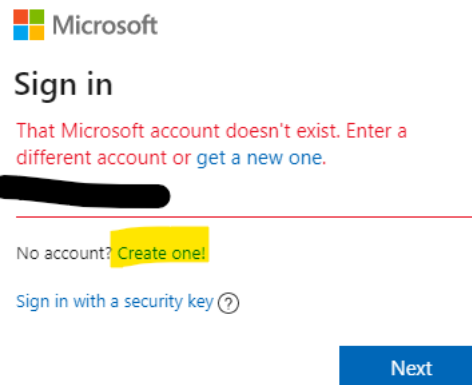 Microsoft
Sign in
That Microsoft account doesn't exist. Enter a
different account or get a new one.
No account? Create one!
Sign in with a security key ?
Next